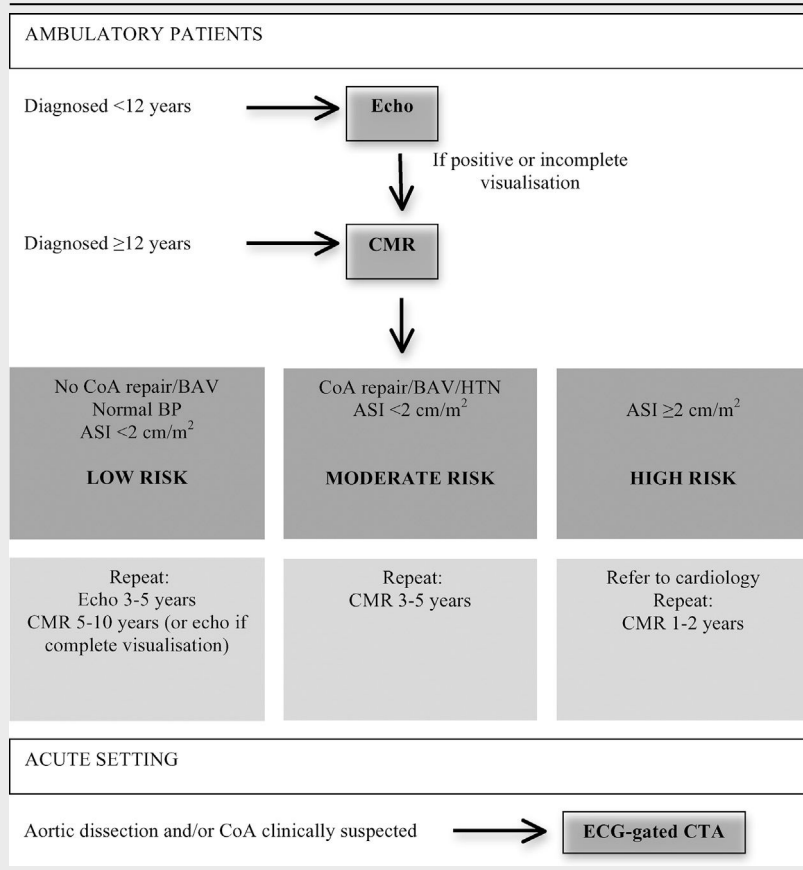 AMBULATORY PATIENTS
Diagnosed <12 years
Echo
If positive or incomplete
visualisation
Diagnosed ≥12 years
CMR
No CoA repair/BAV
Normal BP
ASI <2 cm/m²
LOW RISK
CoA repair/BAV/HTN
ASI <2 cm/m²
MODERATE RISK
ASI ≥2 cm/m²
HIGH RISK
Repeat:
Echo 3-5 years
CMR 5-10 years (or echo if
complete visualisation)
Repeat:
CMR 3-5 years
Refer to cardiology
Repeat:
CMR 1-2 years
ACUTE SETTING
Aortic dissection and/or CoA clinically suspected
ECG-gated CTA